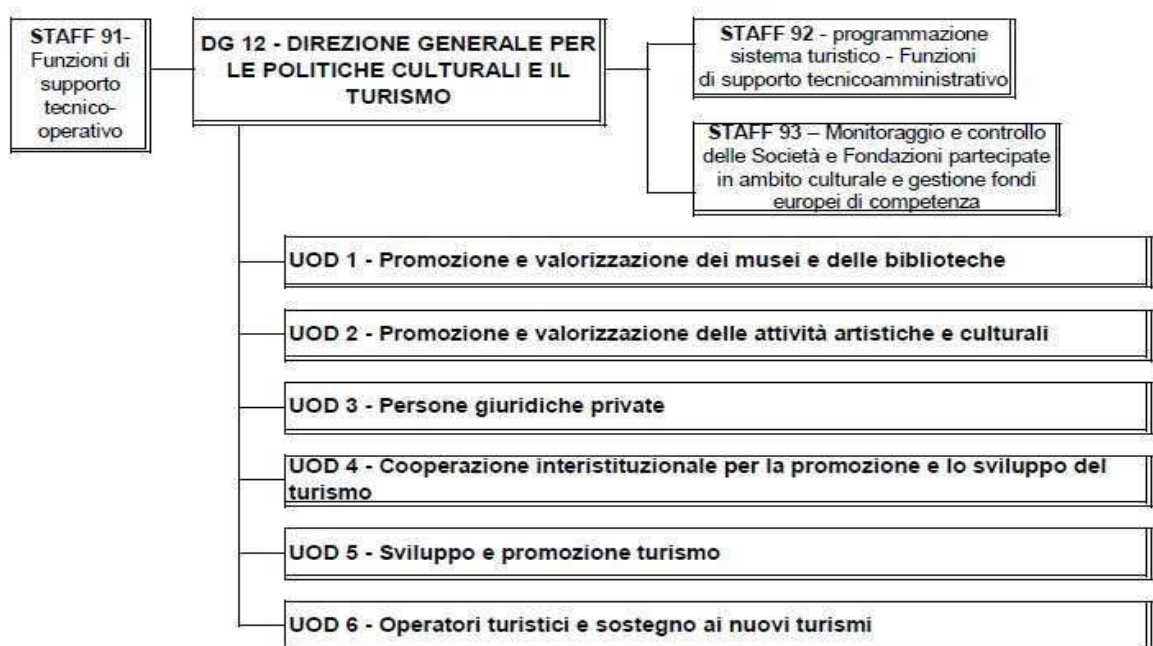 STAFF 91-
Funzioni di
supporto
tecnico-
operativo
DG 12 - DIREZIONE GENERALE PER
LE POLITICHE CULTURALI E IL
TURISMO
STAFF 92 - programmazione
sistema turistico - Funzioni
di supporto tecnicoamministrativo
STAFF 93 – Monitoraggio e controllo
delle Società e Fondazioni partecipate
in ambito culturale e gestione fondi
europei di competenza
UOD 1 - Promozione e valorizzazione dei musei e delle biblioteche
UOD 2 - Promozione e valorizzazione delle attività artistiche e culturali
UOD 3 - Persone giuridiche private
UOD 4 - Cooperazione interistituzionale per la promozione e lo sviluppo del
turismo
UOD 5 - Sviluppo e promozione turismo
UOD 6 - Operatori turistici e sostegno ai nuovi turismi